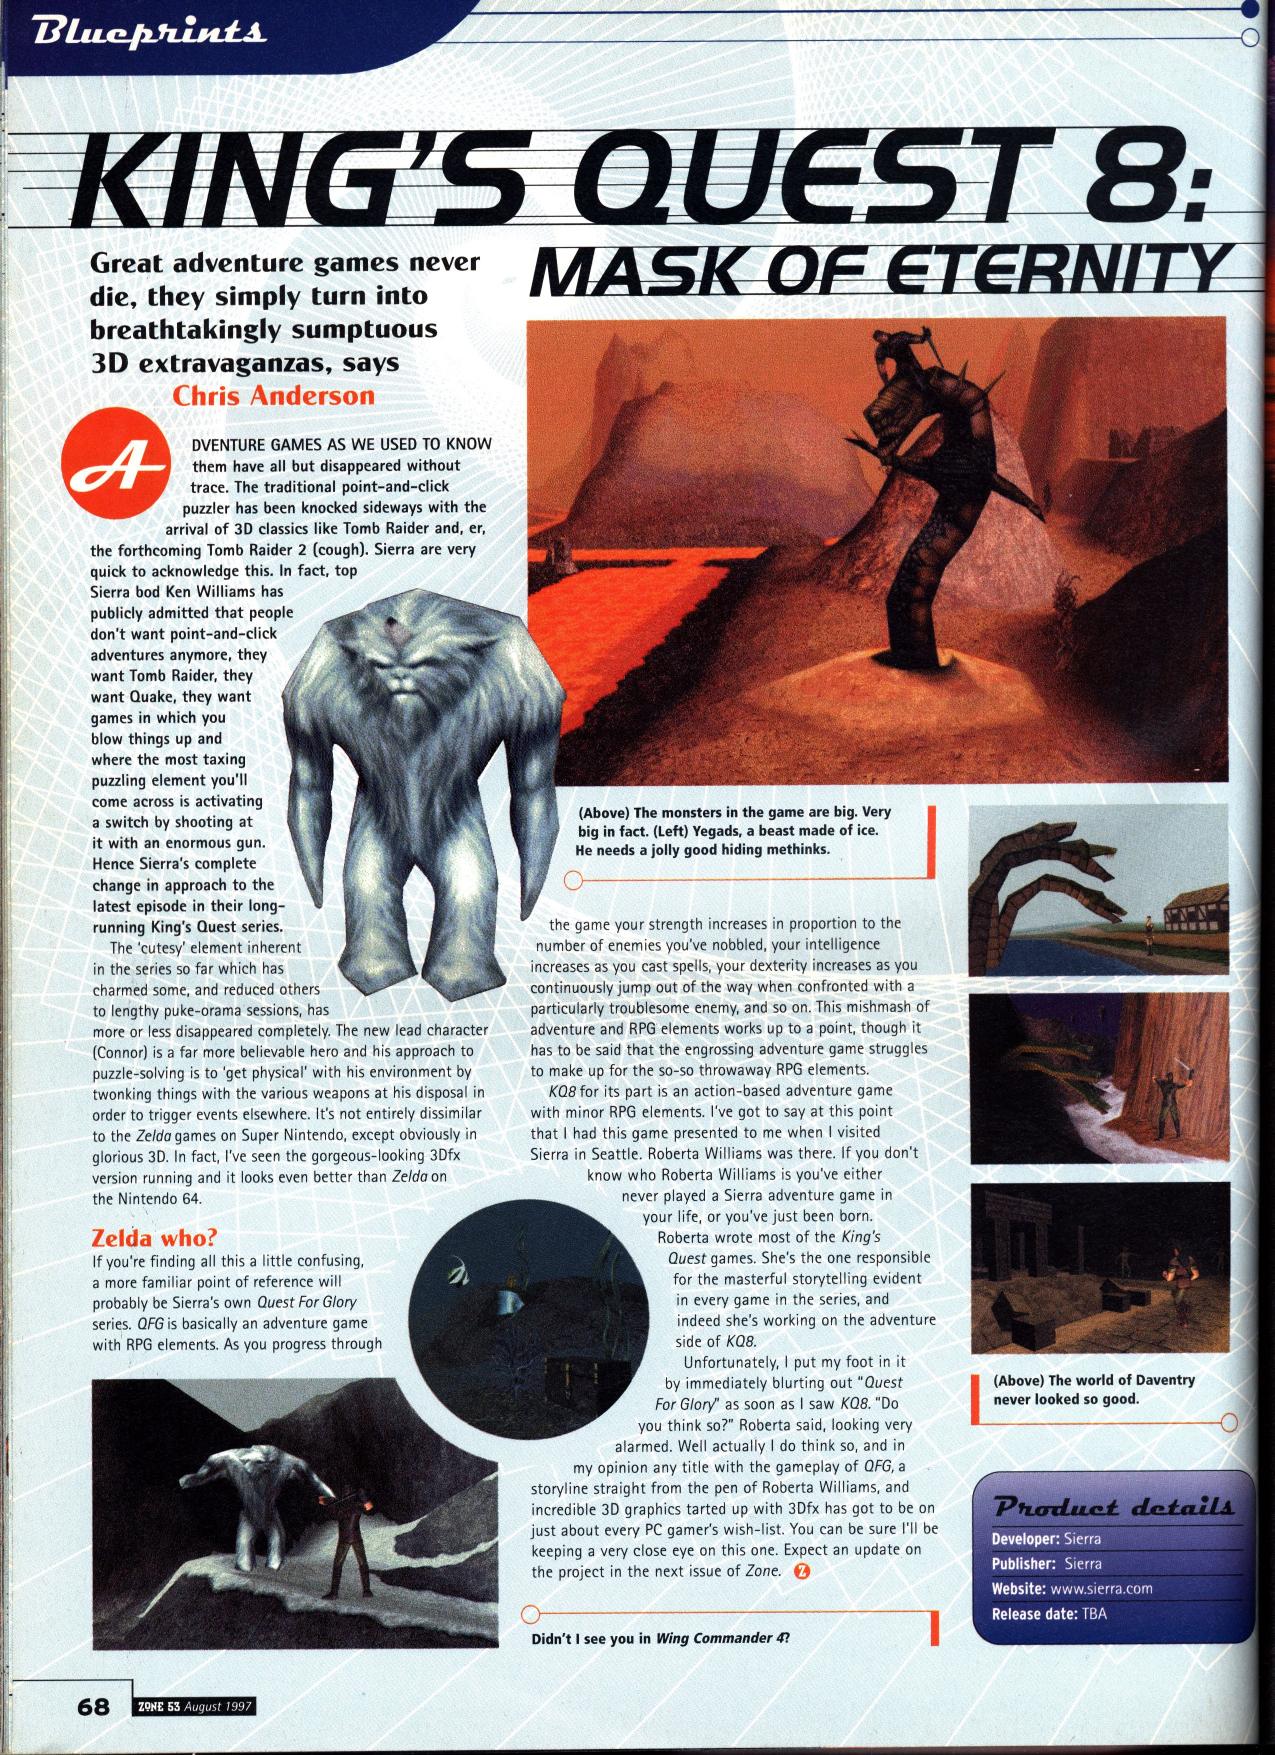 Blueprints
KING'S QUEST 8:
MASK OF ETERNITY
Great adventure games never
die, they simply turn into
breathtakingly sumptuous
3D extravaganzas, says
Chris Anderson
ADVENTURE GAMES AS WE USED TO KNOW
them have all but disappeared without
trace. The traditional point-and-click
puzzler has been knocked sideways with the
arrival of 3D classics like Tomb Raider and, er,
the forthcoming Tomb Raider 2 (cough). Sierra are very
quick to acknowledge this. In fact, top
Sierra bod Ken Williams has
publicly admitted that people
don't want point-and-click
adventures anymore, they
want Tomb Raider, they
want Quake, they want
games in which you
blow things up and
where the most taxing
puzzling element you'll
come across is activating
a switch by shooting at
it with an enormous gun.
Hence Sierra's complete
change in approach to the
latest episode in their long-
running King's Quest series.
The 'cutesy' element inherent
in the series so far which has
charmed some, and reduced others
to lengthy puke-orama sessions, has
more or less disappeared completely. The new lead character
(Connor) is a far more believable hero and his approach to
puzzle-solving is to 'get physical' with his environment by
twonking things with the various weapons at his disposal in
order to trigger events elsewhere. It's not entirely dissimilar
to the Zelda games on Super Nintendo, except obviously in
glorious 3D. In fact, I've seen the gorgeous-looking 3Dfx
version running and it looks even better than Zelda on
the Nintendo 64.
Zelda who?
If you're finding all this a little confusing,
a more familiar point of reference will
probably be Sierra's own Quest For Glory
series. QFG is basically an adventure game
with RPG elements. As you progress through
(Above) The monsters in the game are big. Very
big in fact. (Left) Yegads, a beast made of ice.
He needs a jolly good hiding methinks.
the game your strength increases in proportion to the
number of enemies you've nobbled, your intelligence
increases as you cast spells, your dexterity increases as you
continuously jump out of the way when confronted with a
particularly troublesome enemy, and so on. This mishmash of
adventure and RPG elements works up to a point, though it
has to be said that the engrossing adventure game struggles
to make up for the so-so throwaway RPG elements.
KQ8 for its part is an action-based adventure game
with minor RPG elements. I've got to say at this point
that I had this game presented to me when I visited
Sierra in Seattle. Roberta Williams was there. If you don't
know who Roberta Williams is you've either
never played a Sierra adventure game in
your life, or you've just been born.
Roberta wrote most of the King's
Quest games. She's the one responsible
for the masterful storytelling evident
in every game in the series, and
indeed she's working on the adventure
side of KQ8.
Unfortunately, I put my foot in it
by immediately blurting out "Quest
For Glory" as soon as I saw KQ8. "Do
you think so?" Roberta said, looking very
alarmed. Well actually I do think so, and in
my opinion any title with the gameplay of QFG, a
storyline straight from the pen of Roberta Williams, and
incredible 3D graphics tarted up with 3Dfx has got to be on
just about every PC gamer's wish-list. You can be sure I'll be
keeping a very close eye on this one. Expect an update on
the project in the next issue of Zone. Z
Didn't I see you in Wing Commander 4?
(Above) The world of Daventry
never looked so good.
Product details
Developer: Sierra
Publisher: Sierra
Website: www.sierra.com
Release date: TBA
68 ZONE 53 August 1997